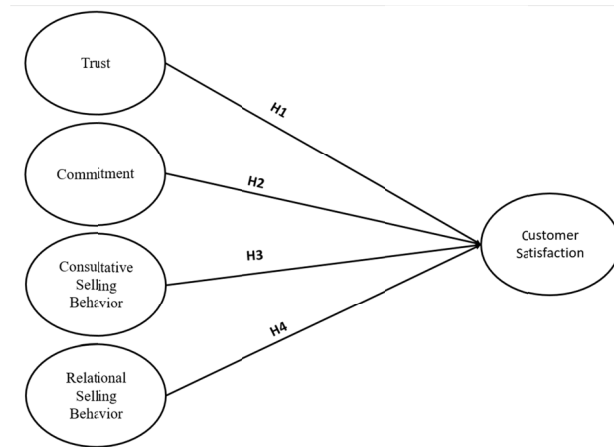 Trust
H1
Commitment
H2
Customer
Satisfaction
H3
Consultative
Selling
Behavior
H4
Relational
Selling
Behavior